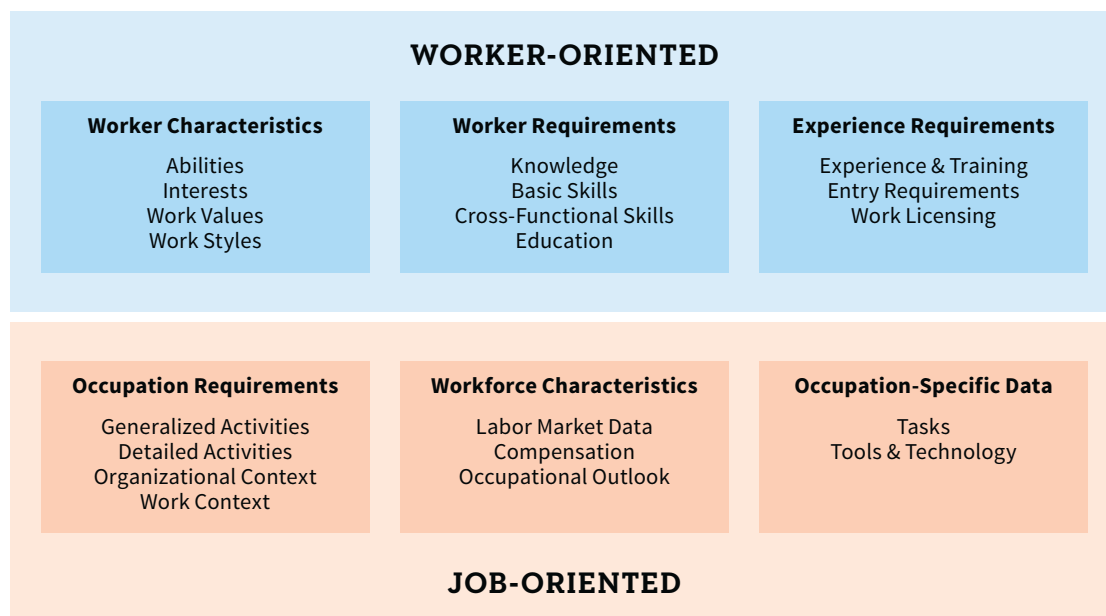 WORKER-ORIENTED
Worker Characteristics
Abilities
Interests
Work Values
Work Styles
Worker Requirements
Knowledge
Basic Skills
Cross-Functional Skills
Education
Experience Requirements
Experience & Training
Entry Requirements
Work Licensing
Occupation Requirements
Generalized Activities
Detailed Activities
Organizational Context
Work Context
Workforce Characteristics
Labor Market Data
Compensation
Occupational Outlook
Occupation-Specific Data
Tasks
Tools & Technology
JOB-ORIENTED